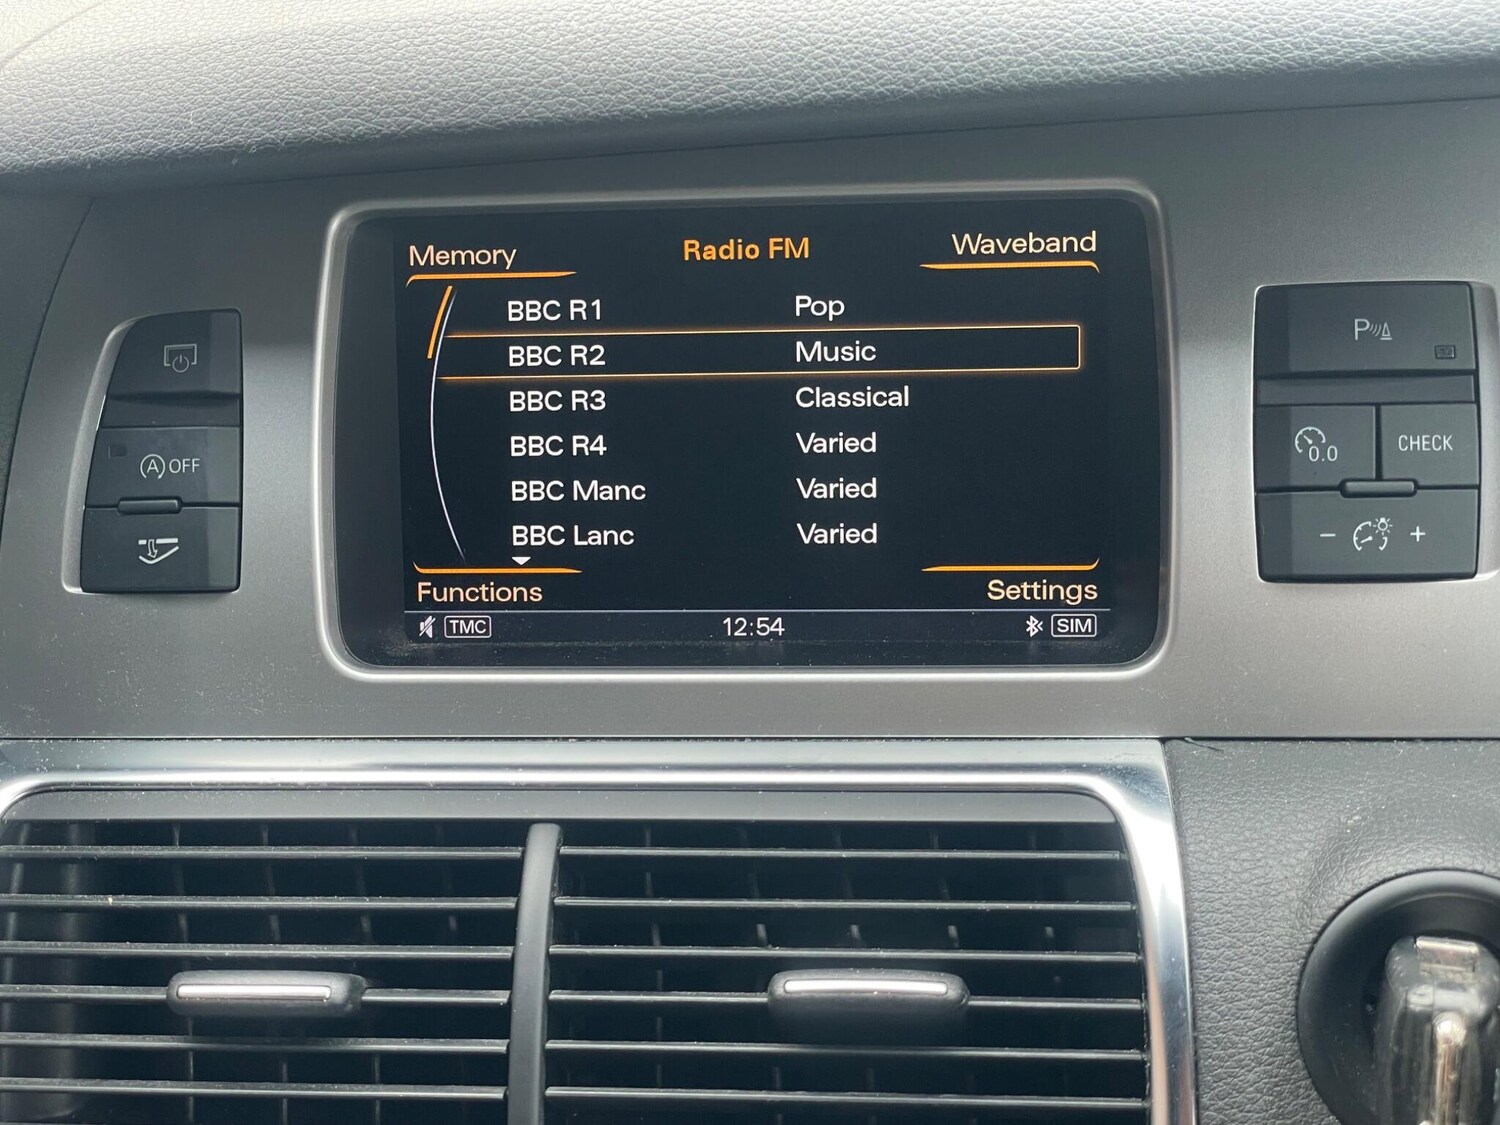 Memory Radio FM Waveband
BBC R1 Pop
BBC R2 Music
BBC R3 Classical
BBC R4 Varied
BBC Manc Varied
BBC Lanc Varied
Functions Settings
TMC 12:54 SIM
A OFF
P
0.0 CHECK
- +